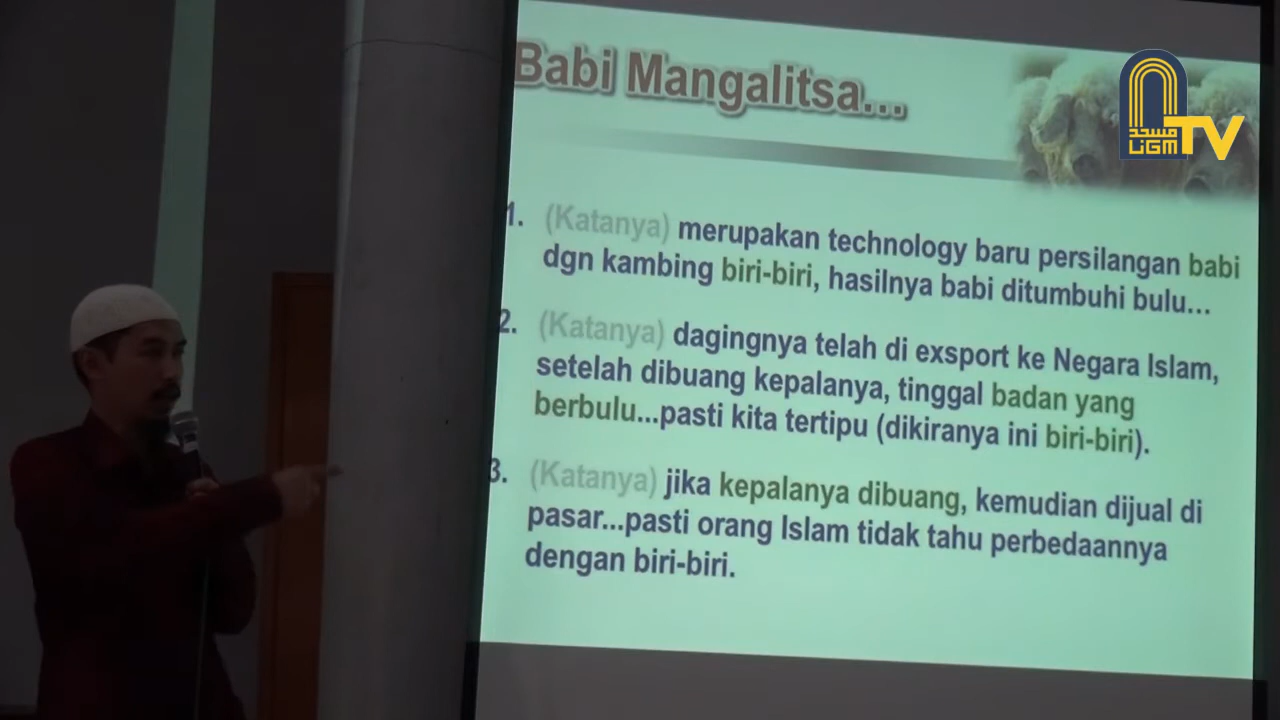 Babi Mangalitsa...
مسجد
UGM
TV
1. (Katanya) merupakan technology baru persilangan babi
dgn kambing biri-biri, hasilnya babi ditumbuhi bulu...
2. (Katanya) dagingnya telah di exsport ke Negara Islam,
setelah dibuang kepalanya, tinggal badan yang
berbulu...pasti kita tertipu (dikiranya ini biri-biri).
3. (Katanya) jika kepalanya dibuang, kemudian dijual di
pasar...pasti orang Islam tidak tahu perbedaannya
dengan biri-biri.